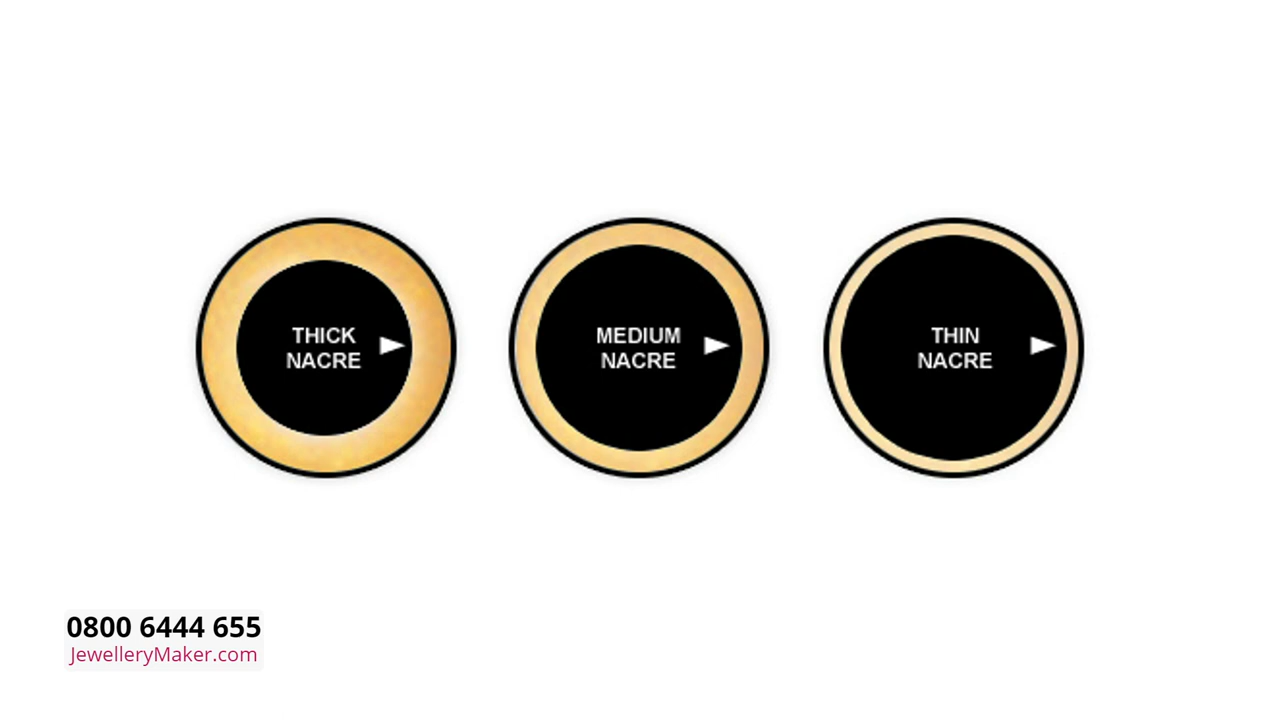 THICK
NACRE
MEDIUM
NACRE
THIN
NACRE
0800 6444 655
JewelleryMaker.com